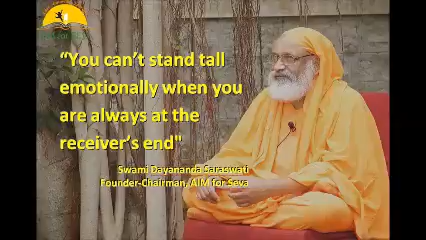 “You can’t stand tall
emotionally when you
are always at the
receiver’s end"
Swami Dayananda Saraswati
Founder-Chairman, AIM for Seva